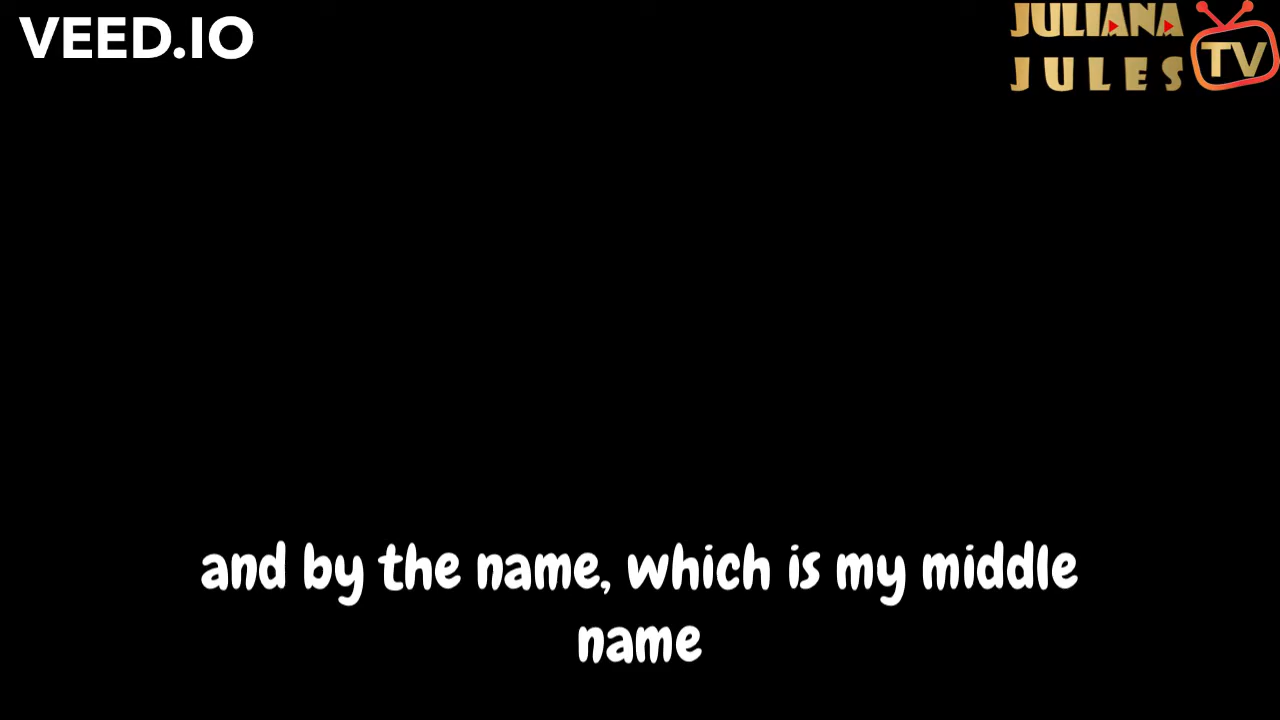 VEED.IO
JULIANA
JULES
TV
and by the name, which is my middle
name